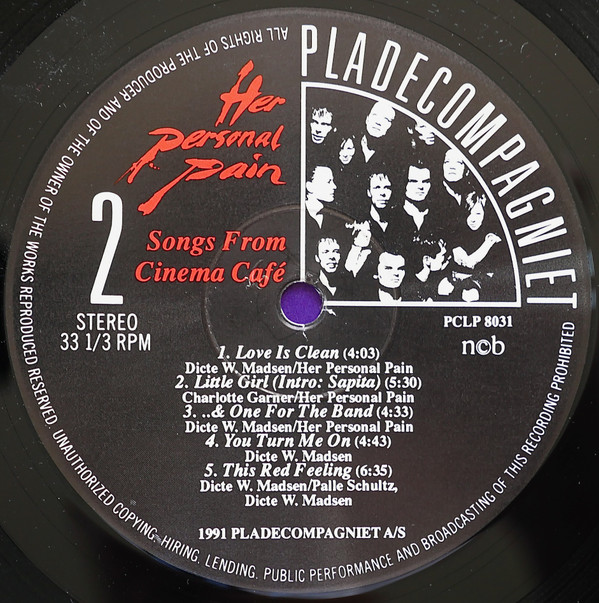 ALL RIGHTS OF THE PRODUCER AND OF THE OWNER OF THE WORKS REPRODUCED RESERVED. UNAUTHORIZED COPYING, HIRING, LENDING, PUBLIC PERFORMANCE AND BROADCASTING OF THIS RECORDING PROHIBITED
PLADECOMPAGNIET
Her
Personal
Pain
2
Songs From
Cinema Café
STEREO
33 1/3 RPM
PCLP 8031
n©b
1. Love Is Clean (4:03)
Dicte W. Madsen/Her Personal Pain
2. Little Girl (Intro: Sapita) (5:30)
Charlotte Garner/Her Personal Pain
3. ..& One For The Band (4:33)
Dicte W. Madsen/Her Personal Pain
4. You Turn Me On (4:43)
Dicte W. Madsen
5. This Red Feeling (6:35)
Dicte W. Madsen/Palle Schultz,
Dicte W. Madsen
1991 PLADECOMPAGNIET A/S